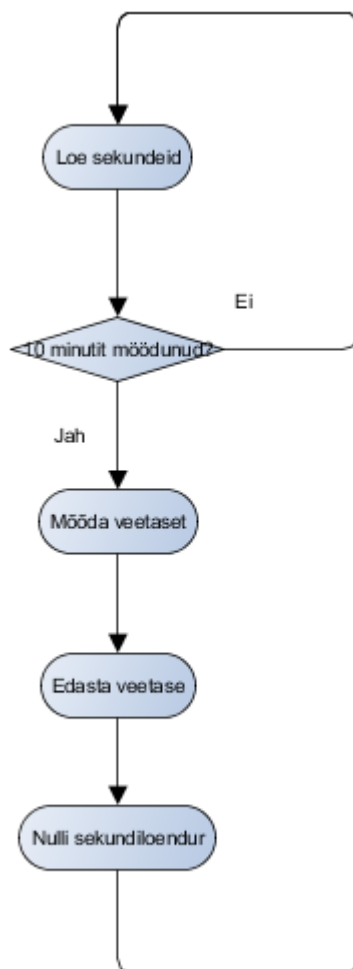 Loe sekundeid
Ei
10 minutit möödunud?
Jah
Mõõda veetaset
Edasta veetase
Nulli sekundiloendur